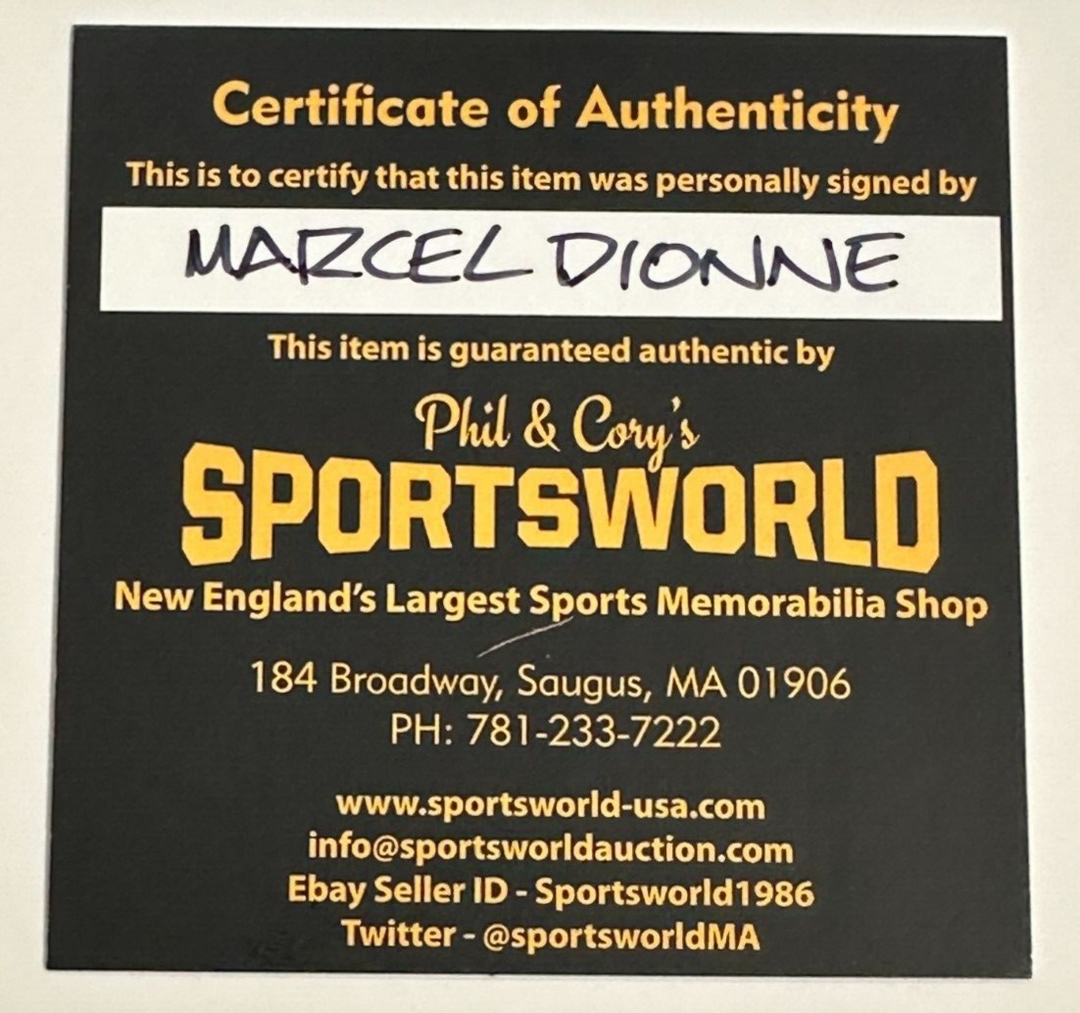 Certificate of Authenticity
This is to certify that this item was personally signed by
MARCEL DIONNE
This item is guaranteed authentic by
Phil & Cory's
SPORTSWORLD
New England's Largest Sports Memorabilia Shop
184 Broadway, Saugus, MA 01906
PH: 781-233-7222
www.sportsworld-usa.com
info@sportsworldauction.com
Ebay Seller ID - Sportsworld1986
Twitter - @sportsworldMA